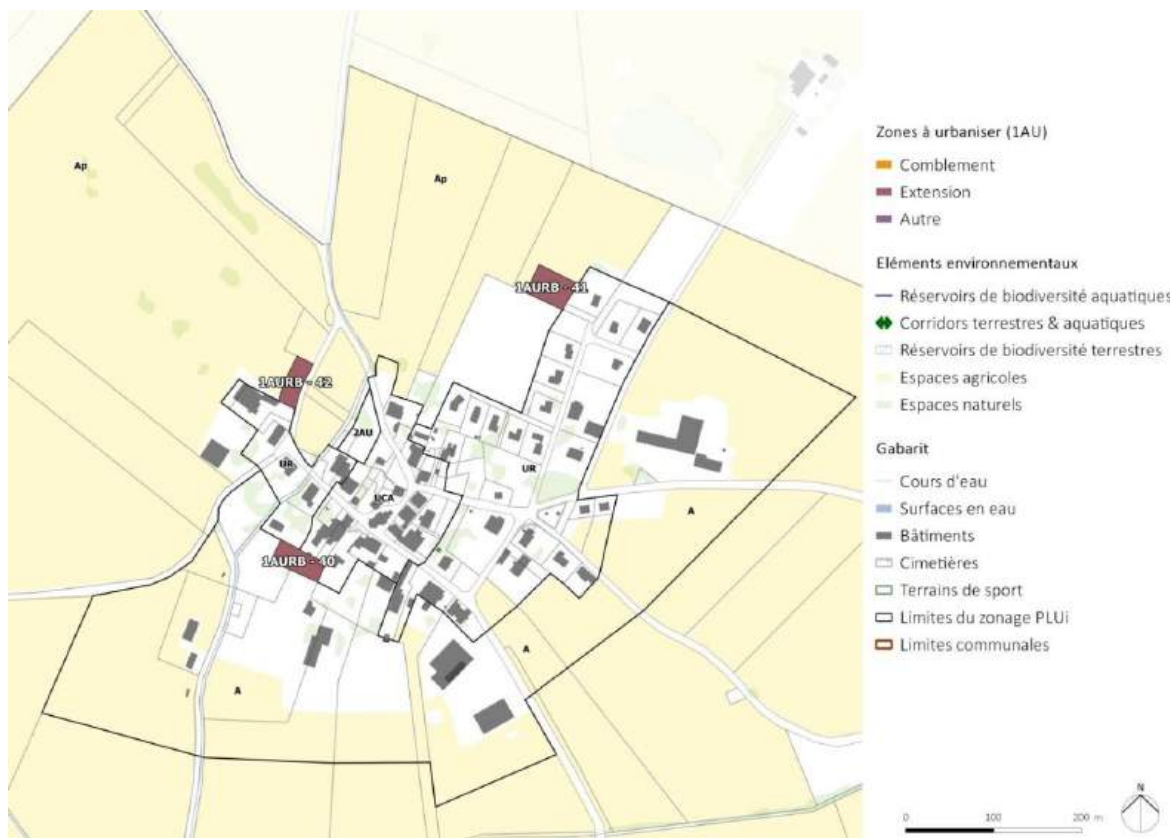 Ap
Ap
1AURB - 41
1AURB - 42
2AU
UR
UCA
UR
A
1AURB - 40
A
A
Zones à urbaniser (1AU)
Comblement
Extension
Autre
Eléments environnementaux
Réservoirs de biodiversité aquatiques
Corridors terrestres & aquatiques
Réservoirs de biodiversité terrestres
Espaces agricoles
Espaces naturels
Gabarit
Cours d'eau
Surfaces en eau
Bâtiments
Cimetières
Terrains de sport
Limites du zonage PLUi
Limites communales
0 100 200 m
N